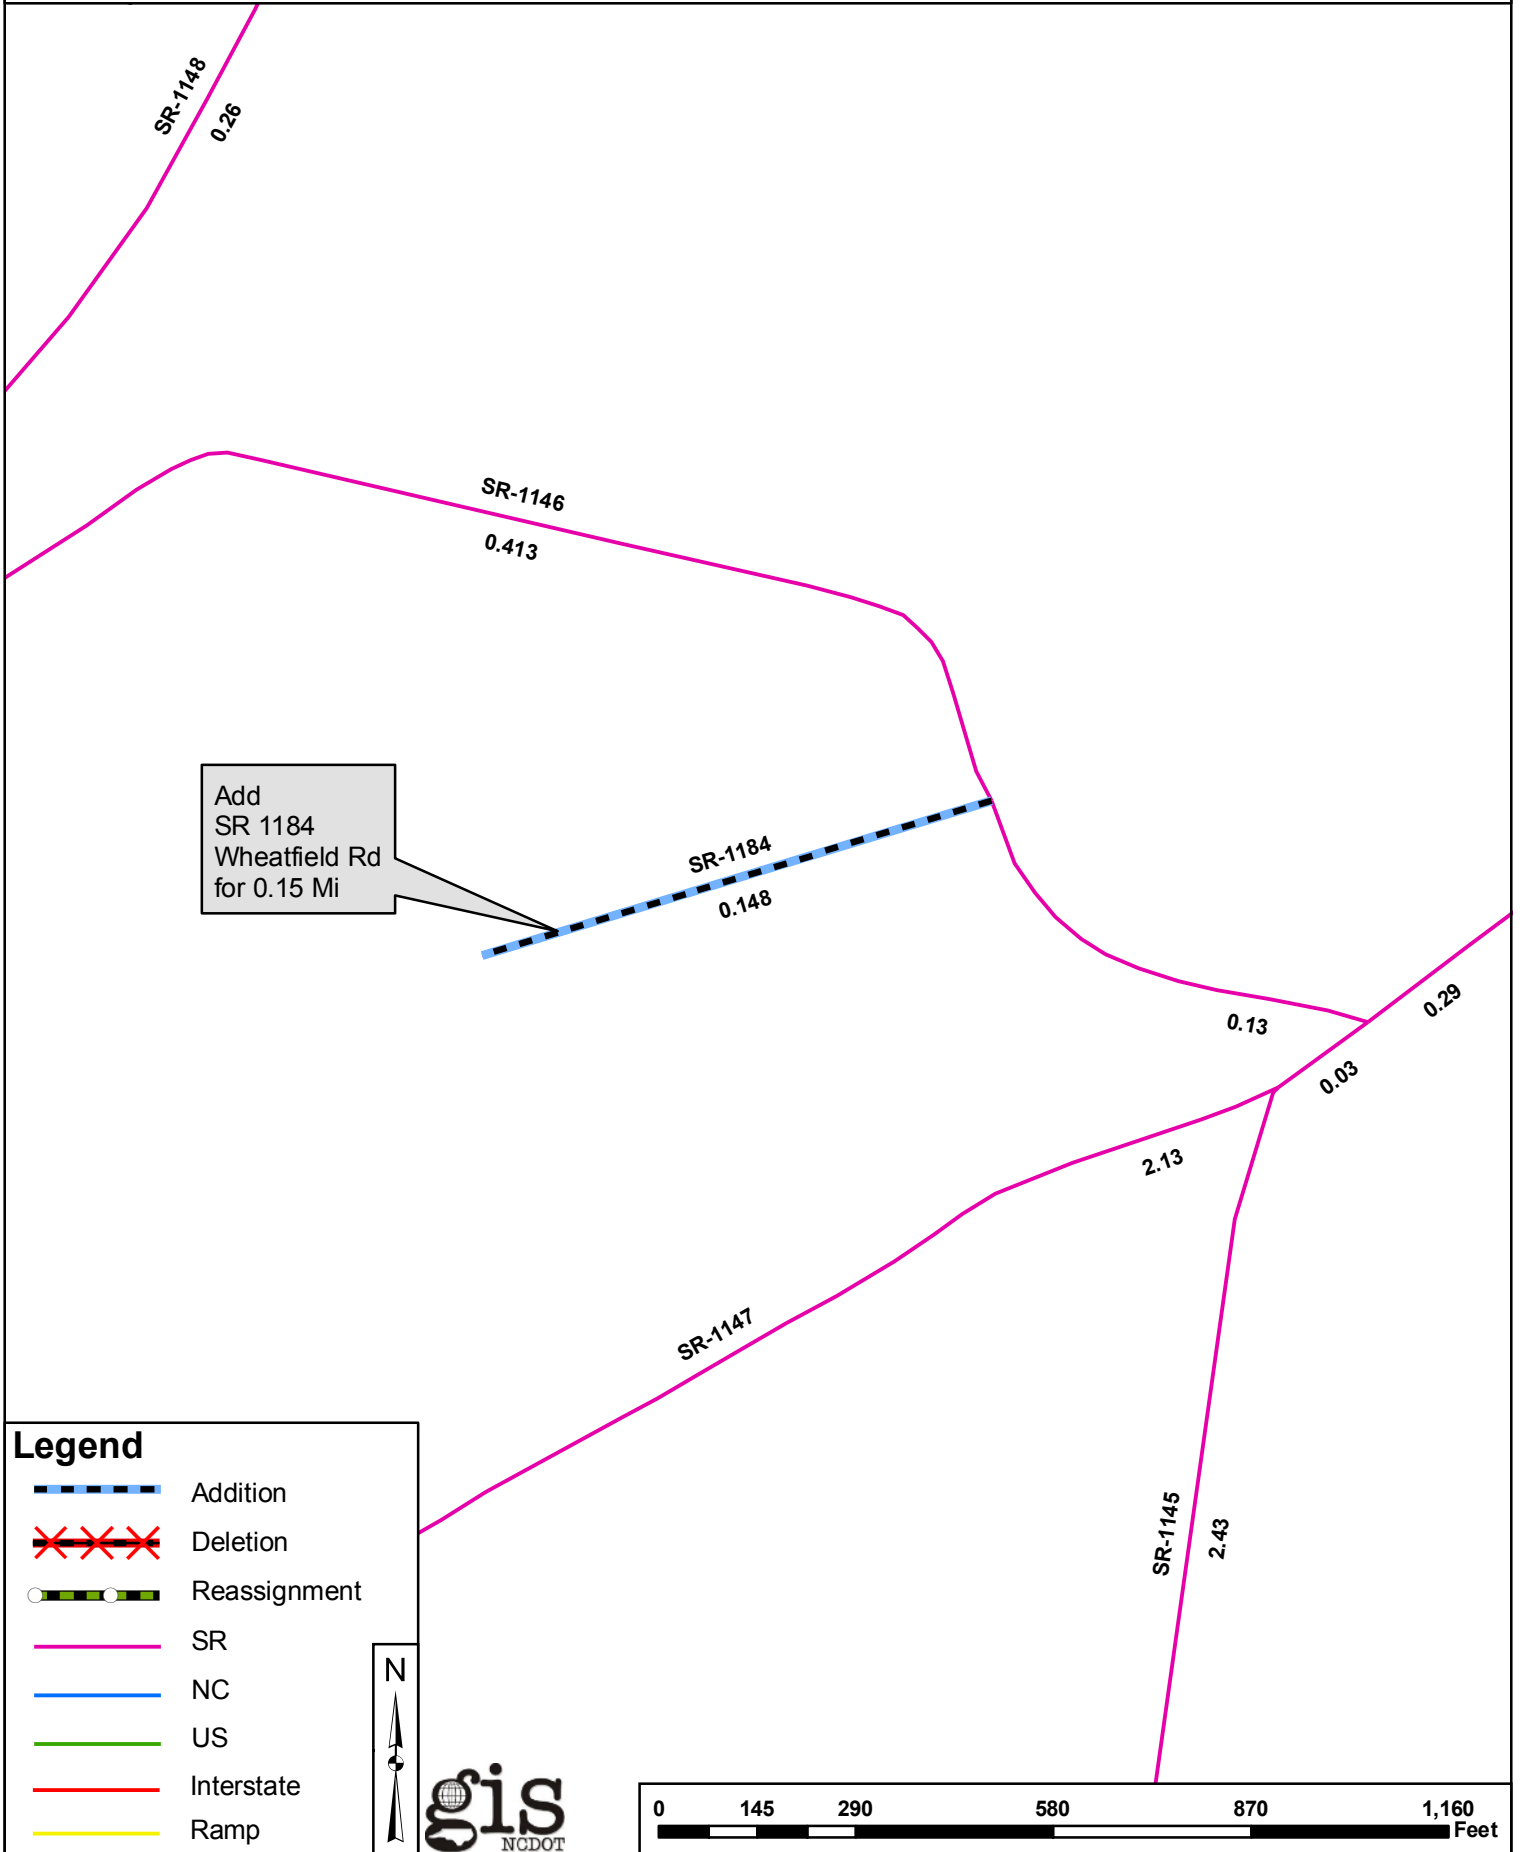 SR-1148
0.26
SR-1146
0.413
Add
SR 1184
Wheatfield Rd
for 0.15 Mi
SR-1184
0.148
0.13
0.29
0.03
2.13
SR-1147
SR-1145
2.43
Legend
Addition
Deletion
Reassignment
SR
NC
US
Interstate
Ramp
N
gis
NCDOT
0 145 290 580 870 1,160
Feet